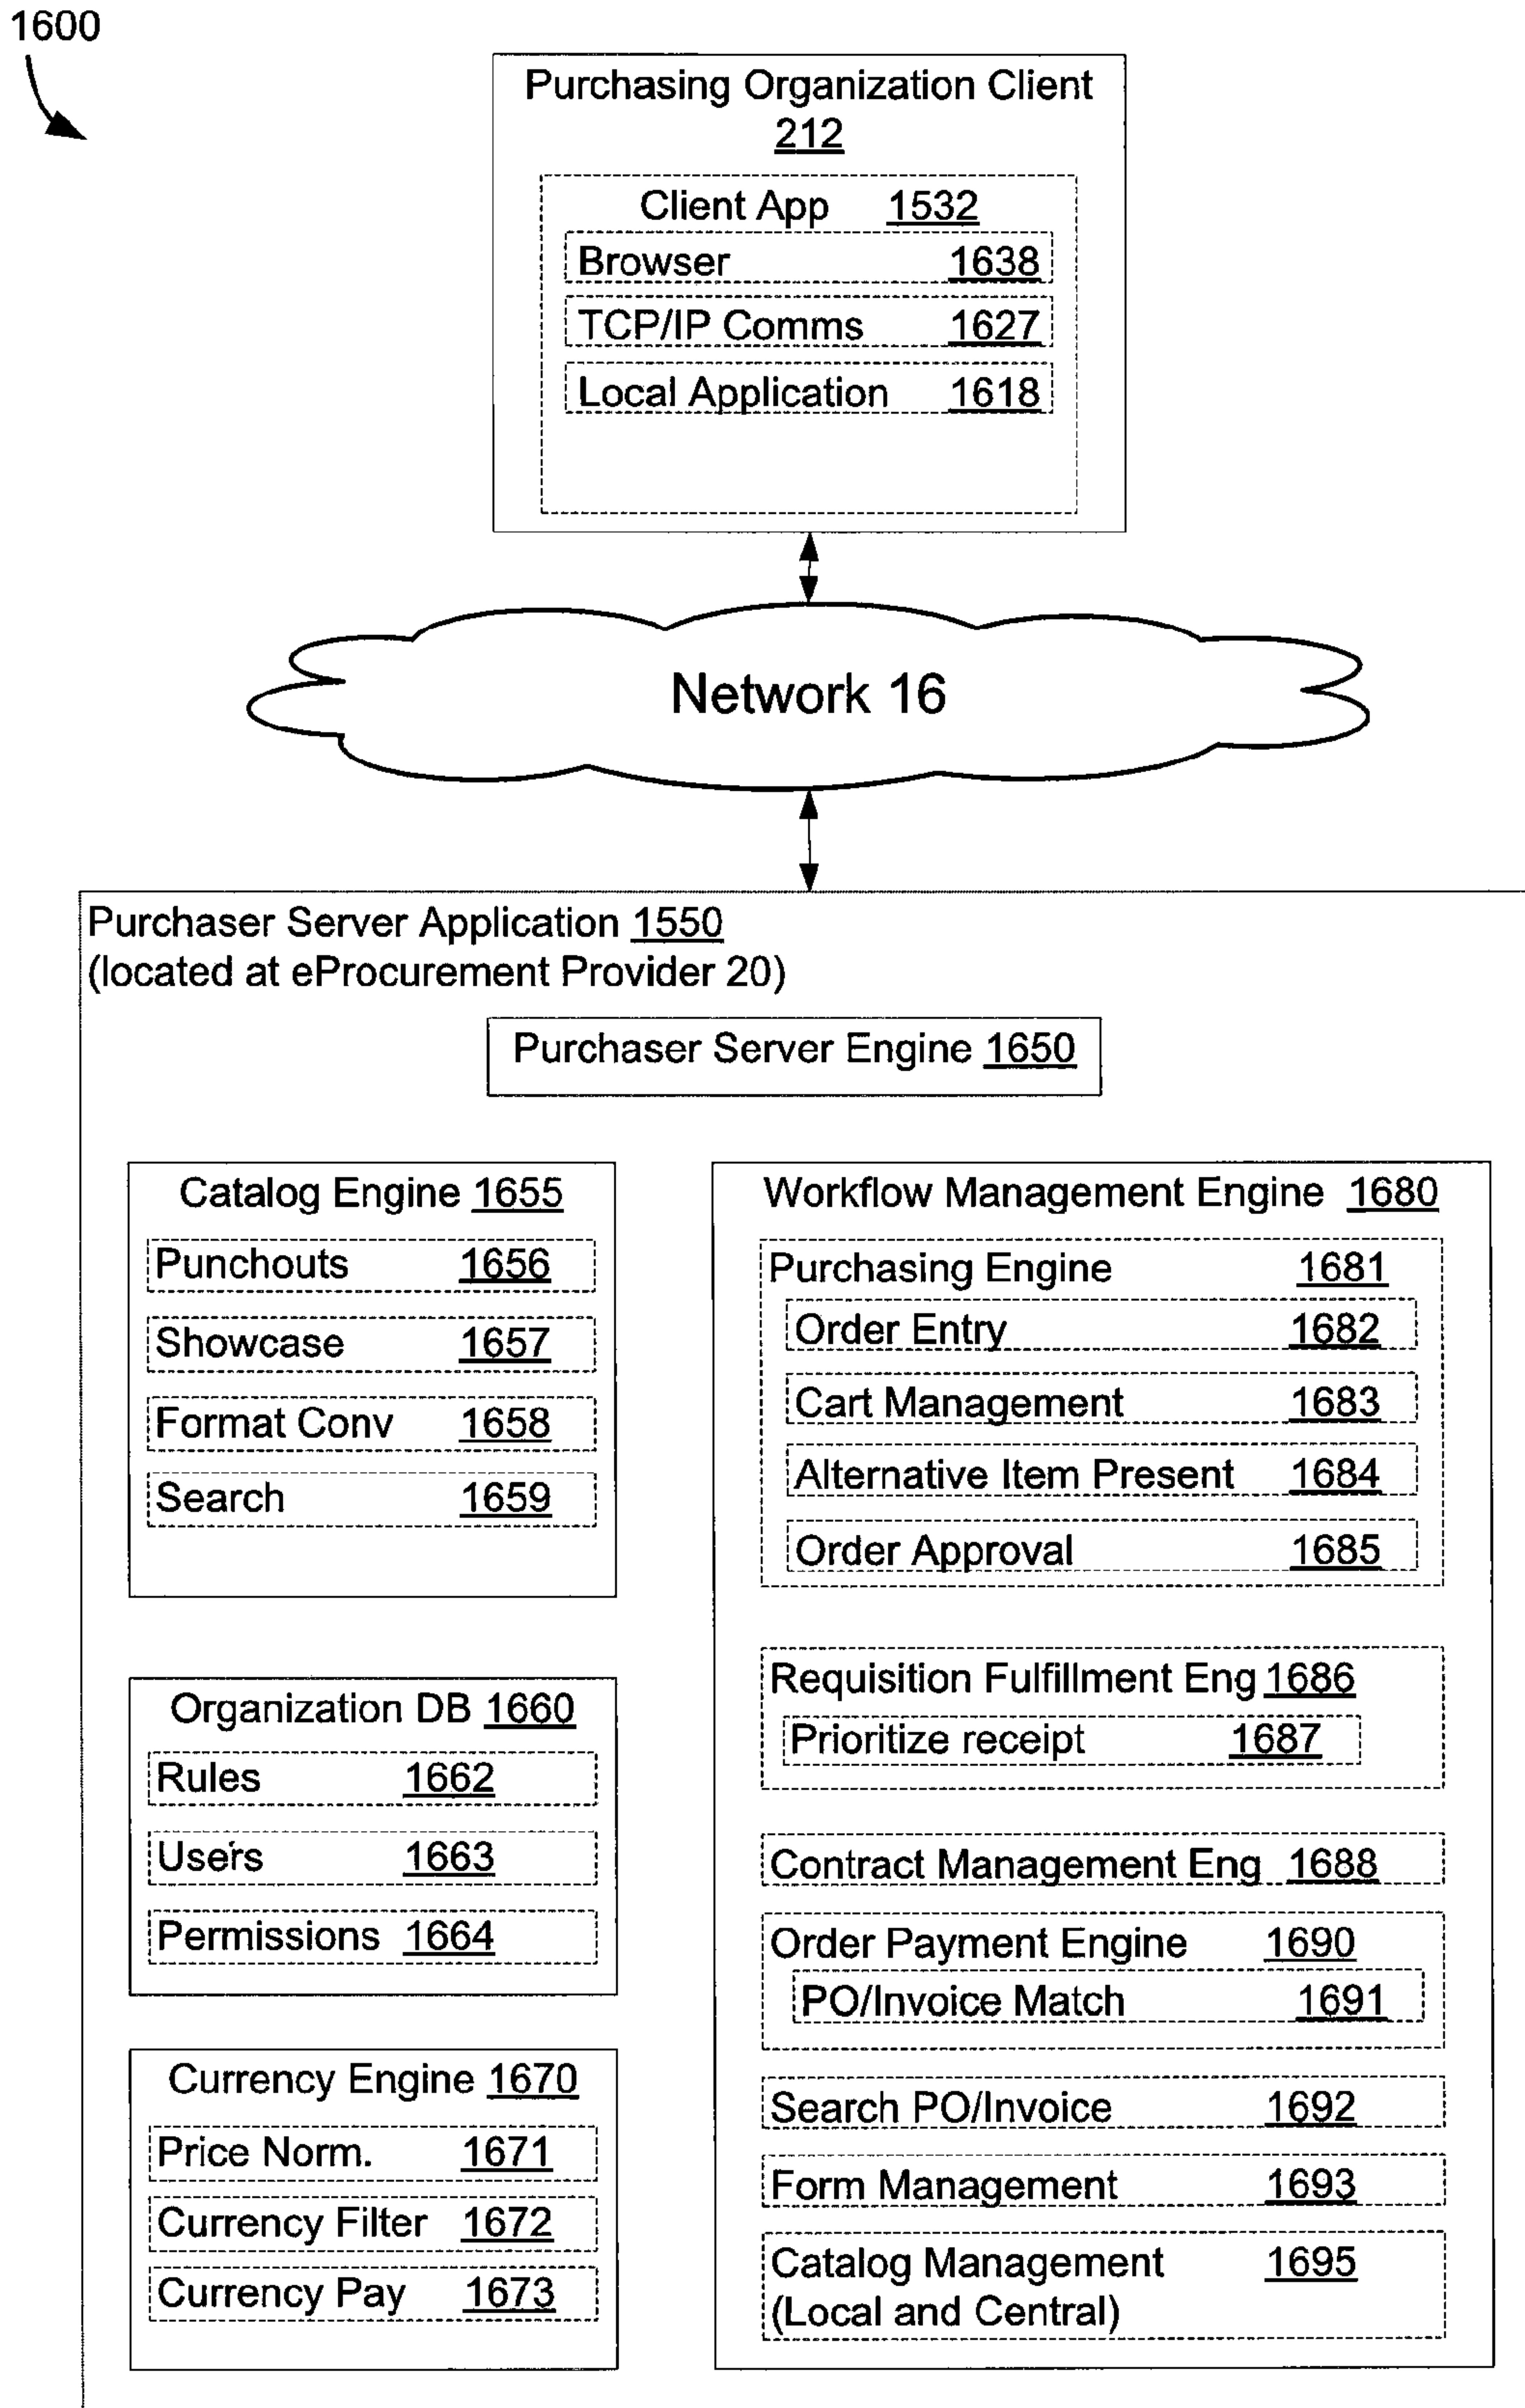 1600
Purchasing Organization Client
212
Client App 1532
Browser 1638
TCP/IP Comms 1627
Local Application 1618
Network 16
Purchaser Server Application 1550
(located at eProcurement Provider 20)
Purchaser Server Engine 1650
Catalog Engine 1655
Punchouts 1656
Showcase 1657
Format Conv 1658
Search 1659
Organization DB 1660
Rules 1662
Users 1663
Permissions 1664
Currency Engine 1670
Price Norm. 1671
Currency Filter 1672
Currency Pay 1673
Workflow Management Engine 1680
Purchasing Engine 1681
Order Entry 1682
Cart Management 1683
Alternative Item Present 1684
Order Approval 1685
Requisition Fulfillment Eng 1686
Prioritize receipt 1687
Contract Management Eng 1688
Order Payment Engine 1690
PO/Invoice Match 1691
Search PO/Invoice 1692
Form Management 1693
Catalog Management 1695
(Local and Central)